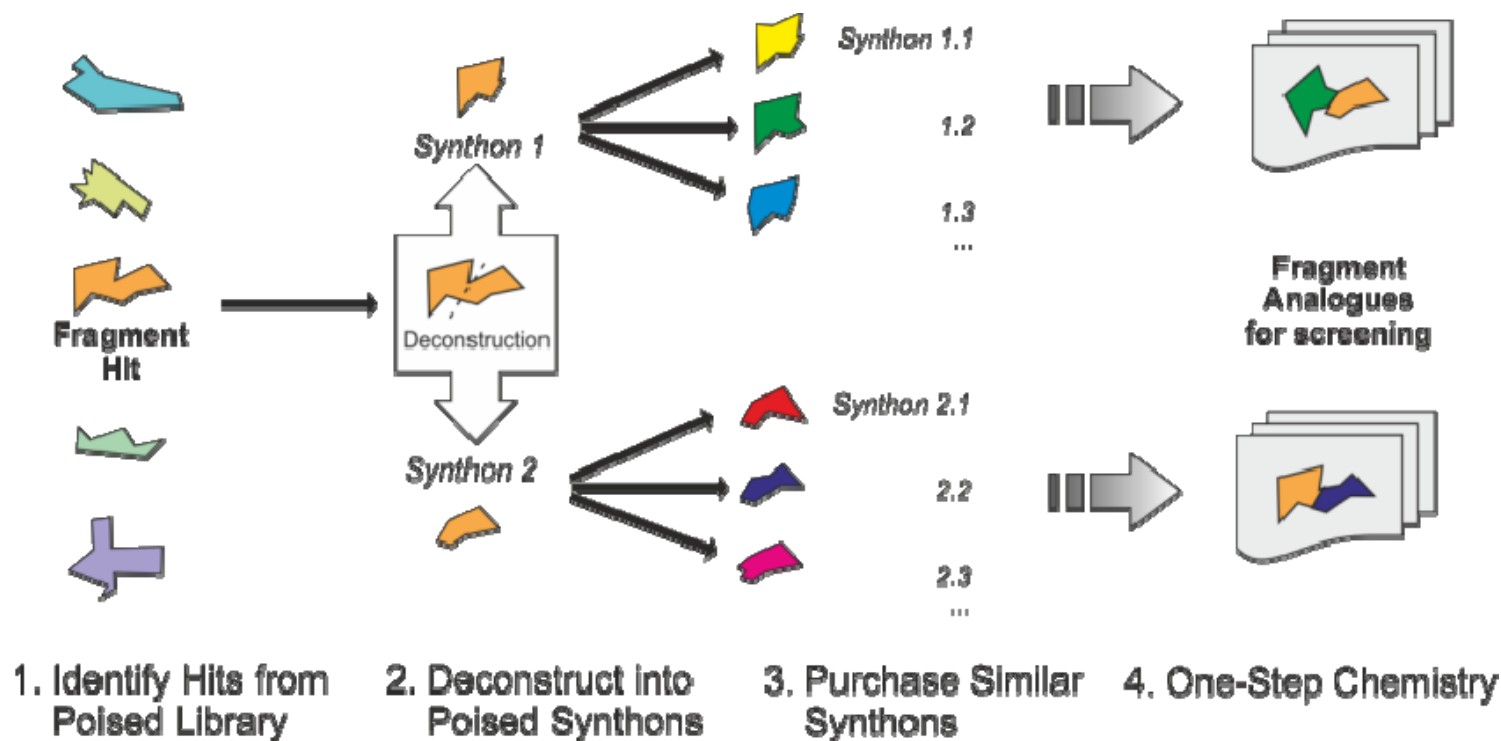 Synthon 1.1
1.2
Synthon 1
1.3
...
Fragment
Hit
Deconstruction
Fragment
Analogues
for screening
Synthon 2.1
Synthon 2
2.2
2.3
...
1. Identify Hits from
Poised Library
2. Deconstruct into
Poised Synthons
3. Purchase Similar
Synthons
4. One-Step Chemistry